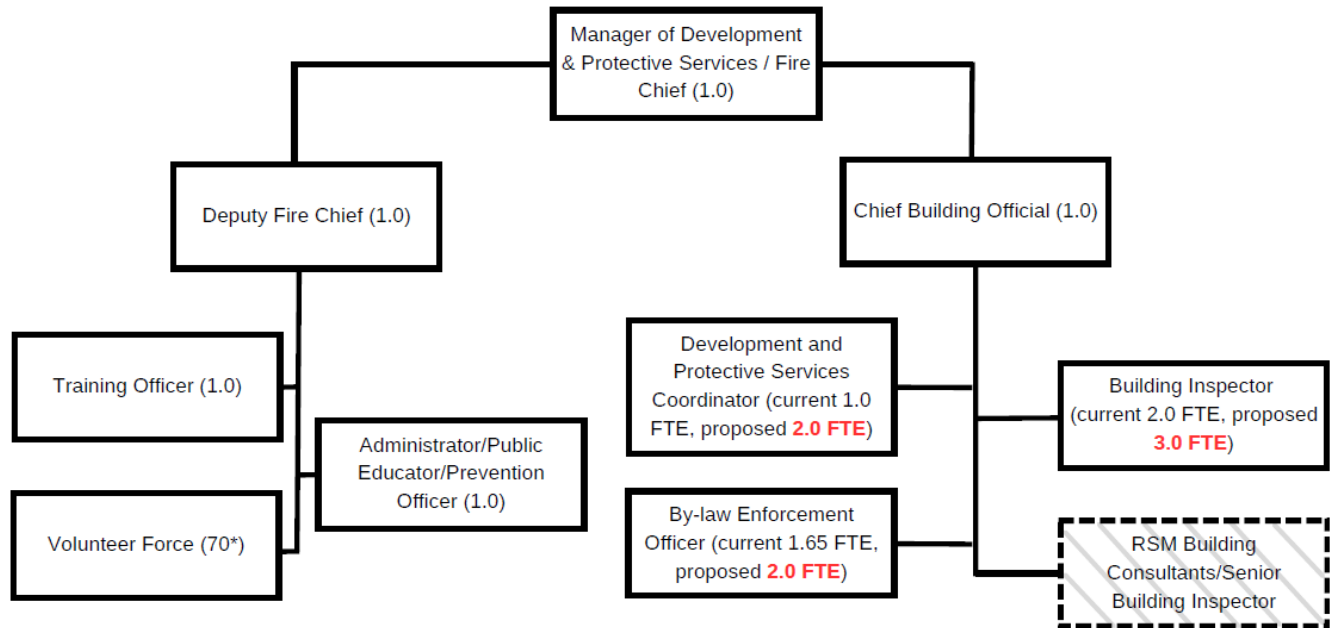 Manager of Development
& Protective Services / Fire
Chief (1.0)
Deputy Fire Chief (1.0)
Chief Building Official (1.0)
Training Officer (1.0)
Administrator/Public
Educator/Prevention
Officer (1.0)
Volunteer Force (70*)
Development and
Protective Services
Coordinator (current 1.0
FTE, proposed 2.0 FTE)
Building Inspector
(current 2.0 FTE, proposed
3.0 FTE)
By-law Enforcement
Officer (current 1.65 FTE,
proposed 2.0 FTE)
RSM Building
Consultants/Senior
Building Inspector